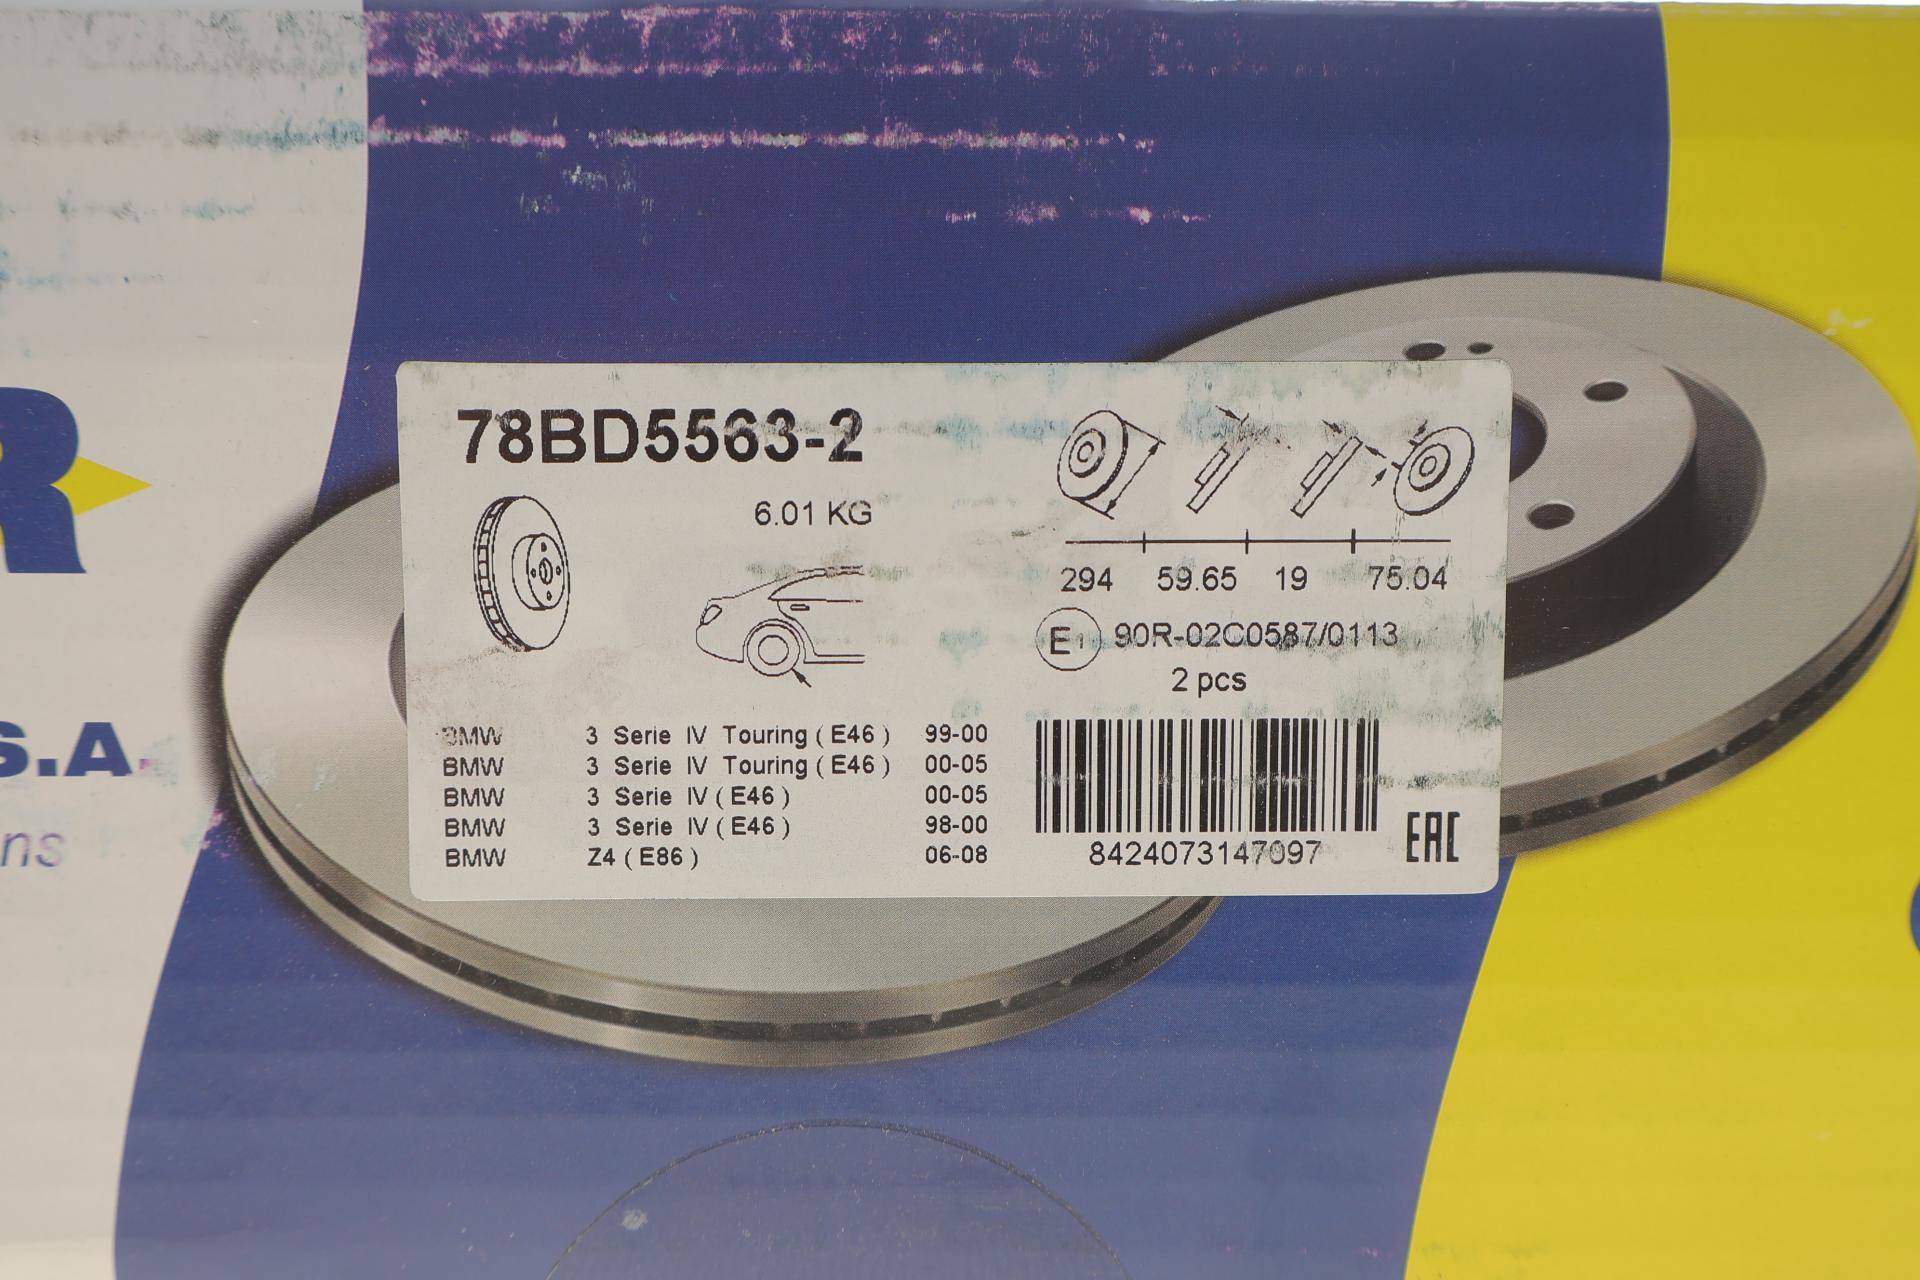 78BD5563-2
6.01 KG
294 59.65 19 75.04
E1 90R-02C0587/0113
2 pcs
BMW 3 Serie IV Touring ( E46 ) 99-00
BMW 3 Serie IV Touring ( E46 ) 00-05
BMW 3 Serie IV ( E46 ) 00-05
BMW 3 Serie IV ( E46 ) 98-00
BMW Z4 ( E86 ) 06-08
8424073147097
EAC
R
S.A.
ns